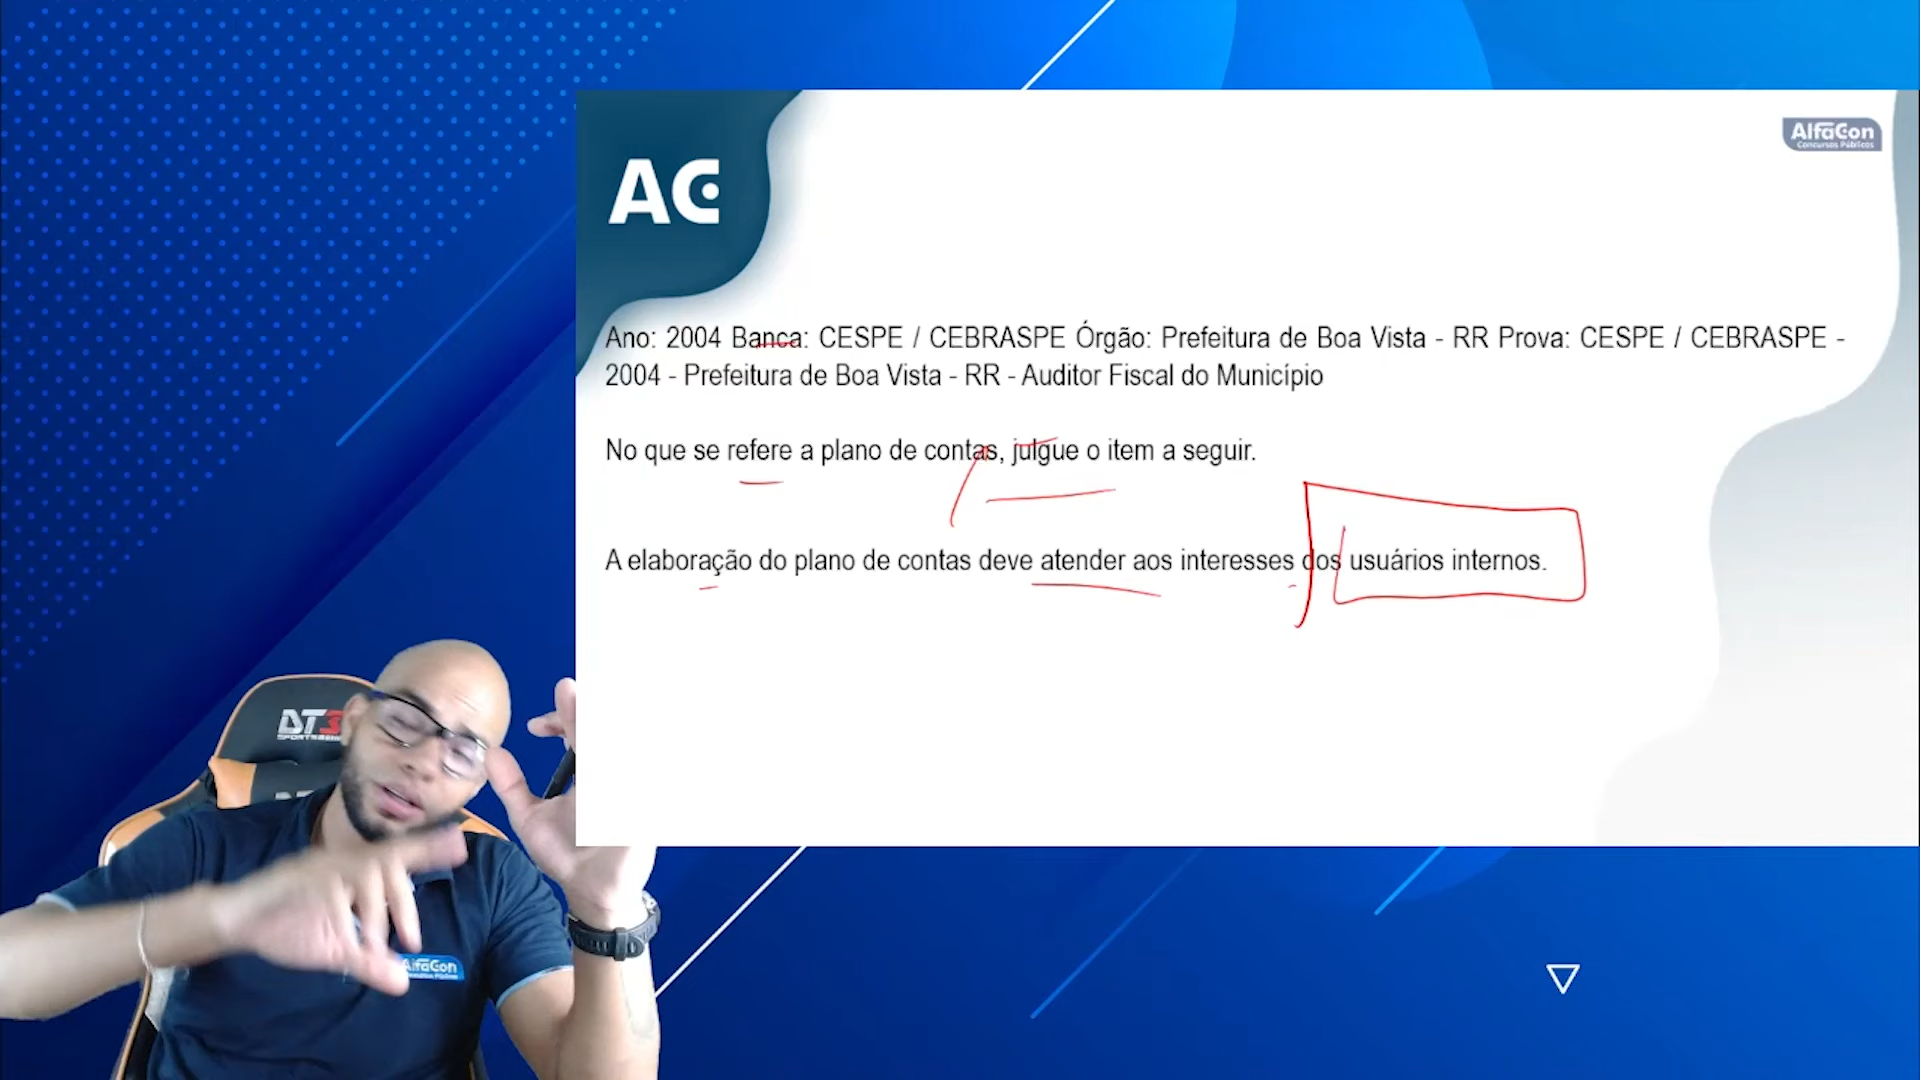 AC
AlfaCon
Concursos Públicos
Ano: 2004 Banca: CESPE / CEBRASPE Órgão: Prefeitura de Boa Vista - RR Prova: CESPE / CEBRASPE -
2004 - Prefeitura de Boa Vista - RR - Auditor Fiscal do Município
No que se refere a plano de contas, julgue o item a seguir.
A elaboração do plano de contas deve atender aos interesses dos usuários internos.
DT3
AlfaCon